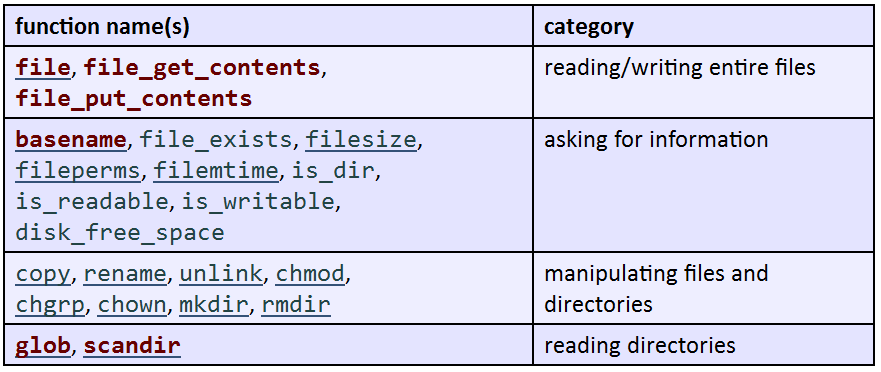 function name(s) category
file, file_get_contents, reading/writing entire files
file_put_contents
basename, file_exists, filesize, asking for information
fileperms, filemtime, is_dir,
is_readable, is_writable,
disk_free_space
copy, rename, unlink, chmod, manipulating files and
chgrp, chown, mkdir, rmdir directories
glob, scandir reading directories